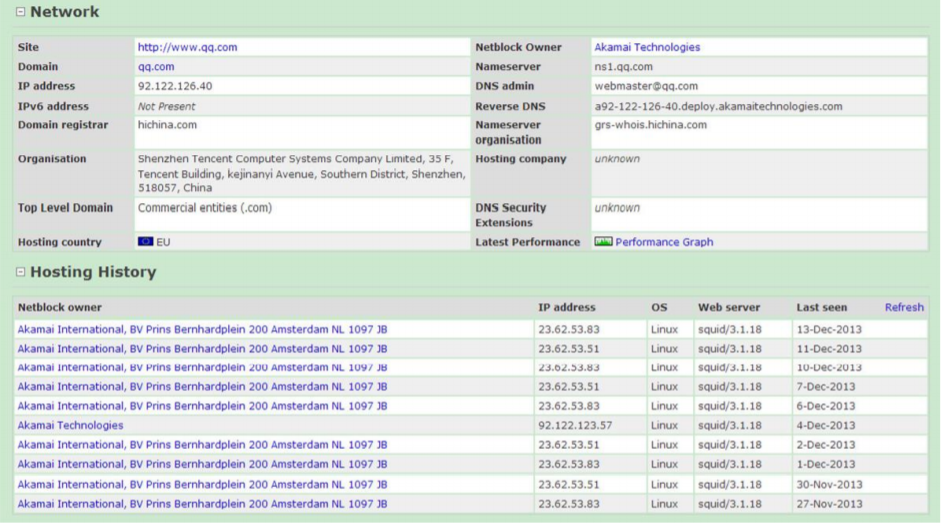 Network
Site http://www.qq.com Netblock Owner Akamai Technologies
Domain qq.com Nameserver ns1.qq.com
IP address 92.122.126.40 DNS admin webmaster@qq.com
IPv6 address Not Present Reverse DNS a92-122-126-40.deploy.akamaitechnologies.com
Domain registrar hichina.com Nameserver grs-whois.hichina.com
organisation
Organisation Shenzhen Tencent Computer Systems Company Limited, 35 F, Hosting company unknown
Tencent Building, kejinanyi Avenue, Southern District, Shenzhen,
518057, China
Top Level Domain Commercial entities (.com) DNS Security unknown
Extensions
Hosting country EU Latest Performance Performance Graph
Hosting History
Netblock owner IP address OS Web server Last seen Refresh
Akamai International, BV Prins Bernhardplein 200 Amsterdam NL 1097 JB 23.62.53.83 Linux squid/3.1.18 13-Dec-2013
Akamai International, BV Prins Bernhardplein 200 Amsterdam NL 1097 JB 23.62.53.51 Linux squid/3.1.18 11-Dec-2013
Akamai International, BV Prins Bernhardplein 200 Amsterdam NL 1097 JB 23.62.53.83 Linux squid/3.1.18 10-Dec-2013
Akamai International, BV Prins Bernhardplein 200 Amsterdam NL 1097 JB 23.62.53.51 Linux squid/3.1.18 7-Dec-2013
Akamai International, BV Prins Bernhardplein 200 Amsterdam NL 1097 JB 23.62.53.83 Linux squid/3.1.18 6-Dec-2013
Akamai Technologies 92.122.123.57 Linux squid/3.1.18 4-Dec-2013
Akamai International, BV Prins Bernhardplein 200 Amsterdam NL 1097 JB 23.62.53.51 Linux squid/3.1.18 2-Dec-2013
Akamai International, BV Prins Bernhardplein 200 Amsterdam NL 1097 JB 23.62.53.83 Linux squid/3.1.18 1-Dec-2013
Akamai International, BV Prins Bernhardplein 200 Amsterdam NL 1097 JB 23.62.53.51 Linux squid/3.1.18 30-Nov-2013
Akamai International, BV Prins Bernhardplein 200 Amsterdam NL 1097 JB 23.62.53.83 Linux squid/3.1.18 27-Nov-2013